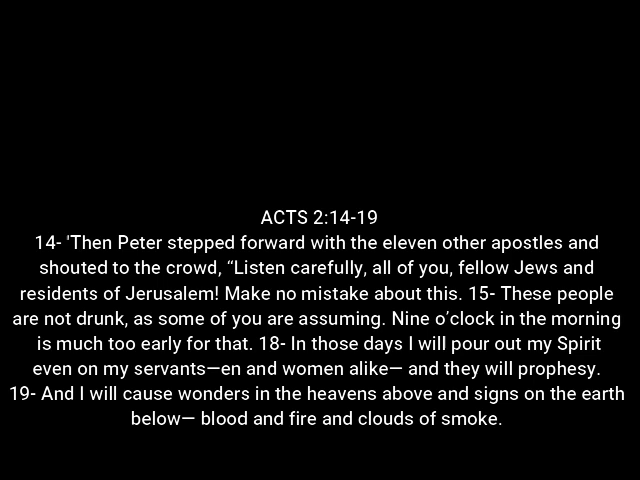 ACTS 2:14-19
14- 'Then Peter stepped forward with the eleven other apostles and
shouted to the crowd, “Listen carefully, all of you, fellow Jews and
residents of Jerusalem! Make no mistake about this. 15- These people
are not drunk, as some of you are assuming. Nine o’clock in the morning
is much too early for that. 18- In those days I will pour out my Spirit
even on my servants—en and women alike— and they will prophesy.
19- And I will cause wonders in the heavens above and signs on the earth
below— blood and fire and clouds of smoke.